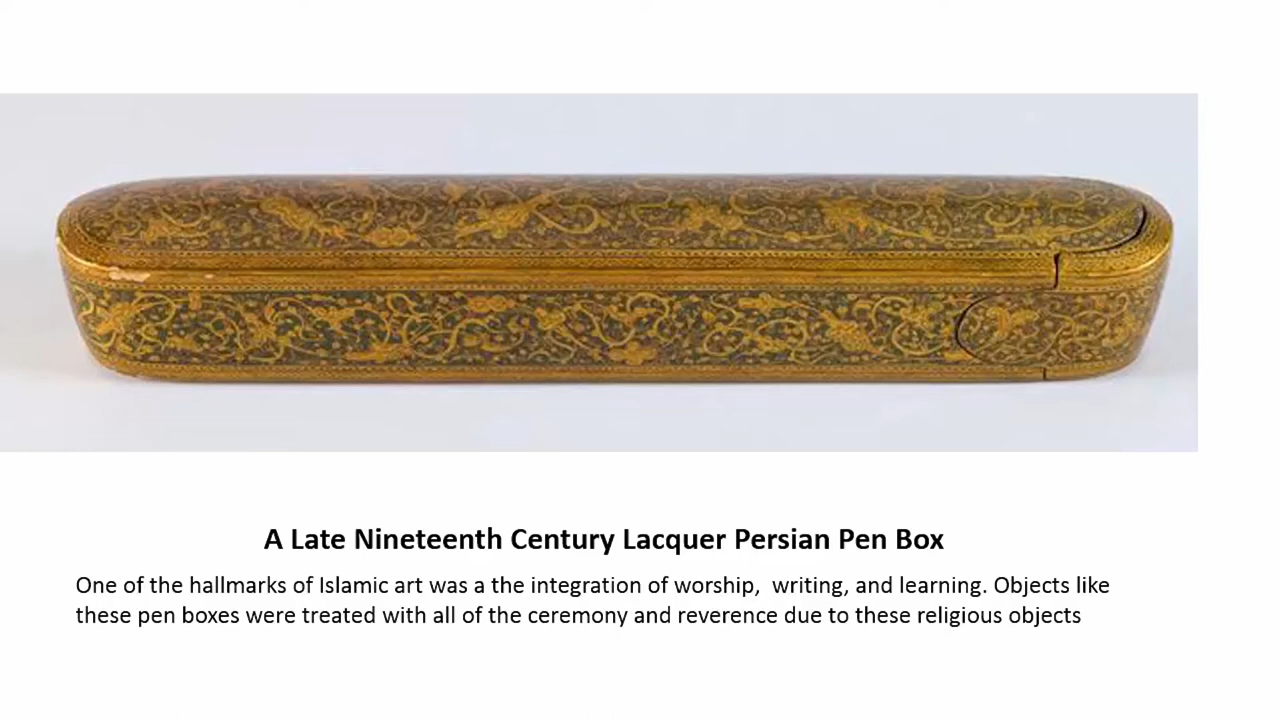 A Late Nineteenth Century Lacquer Persian Pen Box
One of the hallmarks of Islamic art was a the integration of worship,  writing, and learning. Objects like
these pen boxes were treated with all of the ceremony and reverence due to these religious objects